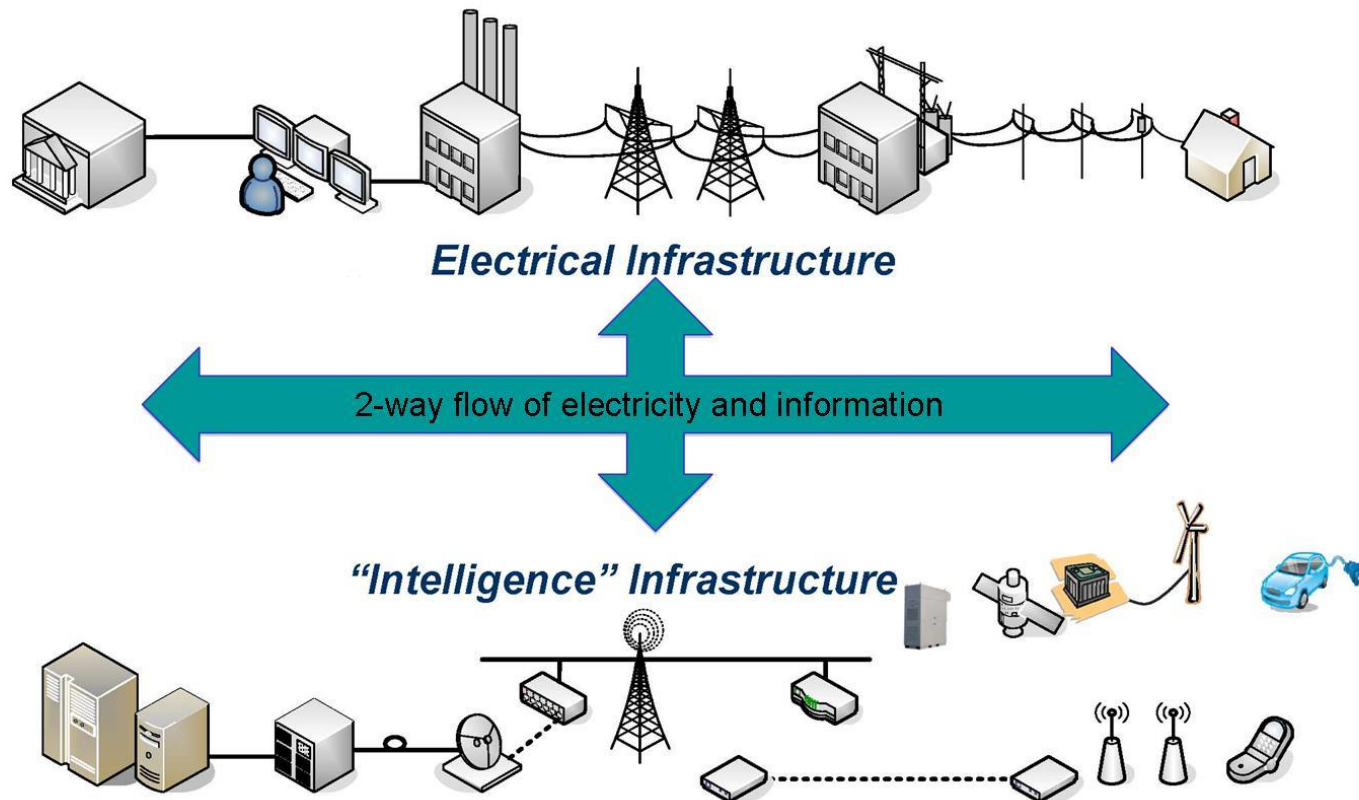 Electrical Infrastructure
2-way flow of electricity and information
“Intelligence” Infrastructure